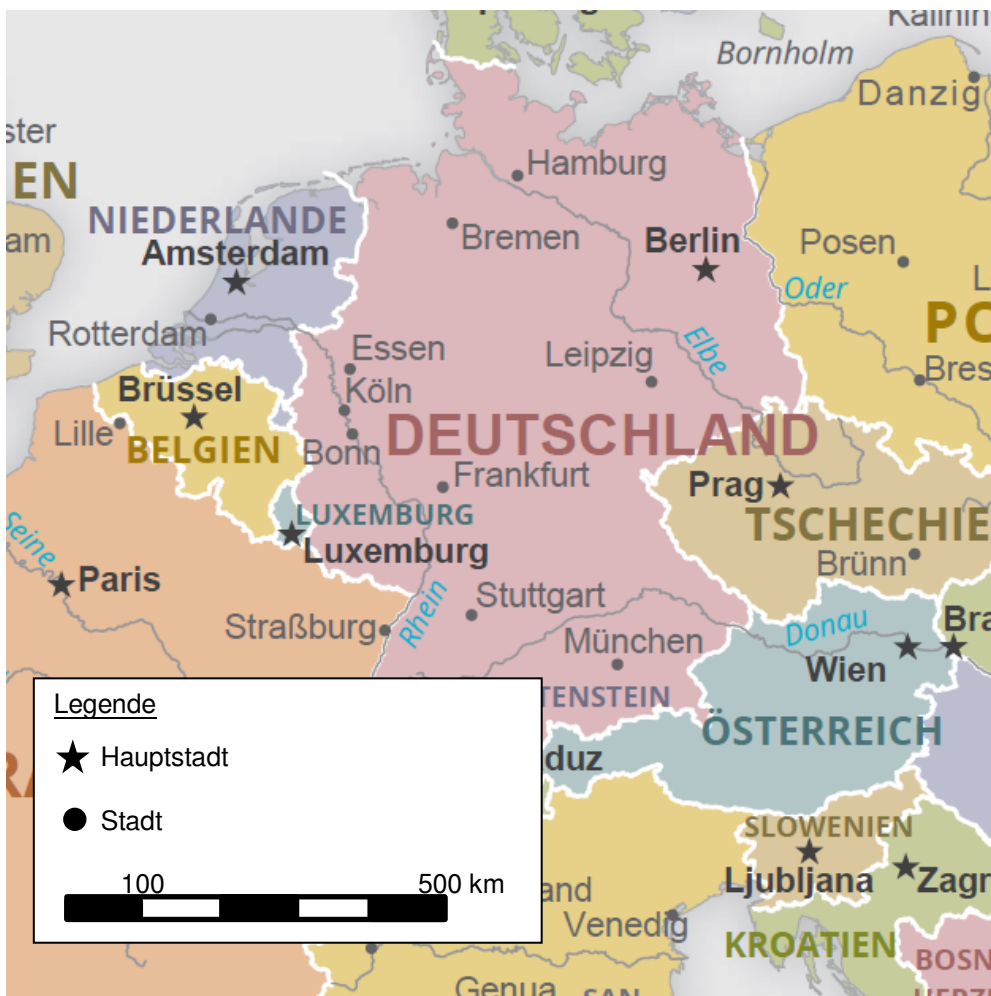 Kalinin
Bornholm
Danzig
ster
EN
Hamburg
NIEDERLANDE
am
Bremen
Berlin
Posen
Amsterdam
Oder
L
Rotterdam
PO
Essen
Leipzig
Elbe
Bres
Brüssel
Köln
Lille
DEUTSCHLAND
BELGIEN
Bonn
Frankfurt
Prag
LUXEMBURG
TSCHECHIE
Seine
Luxemburg
Brünn
Paris
Stuttgart
Rhein
Straßburg
Donau
Bra
München
Wien
TENSTEIN
Legende
ÖSTERREICH
Hauptstadt
duz
RA
Stadt
SLOWENIEN
100
500 km
Ljubljana
Zagr
and
Venedig
KROATIEN
BOSN
Genua
SAN
HERZE